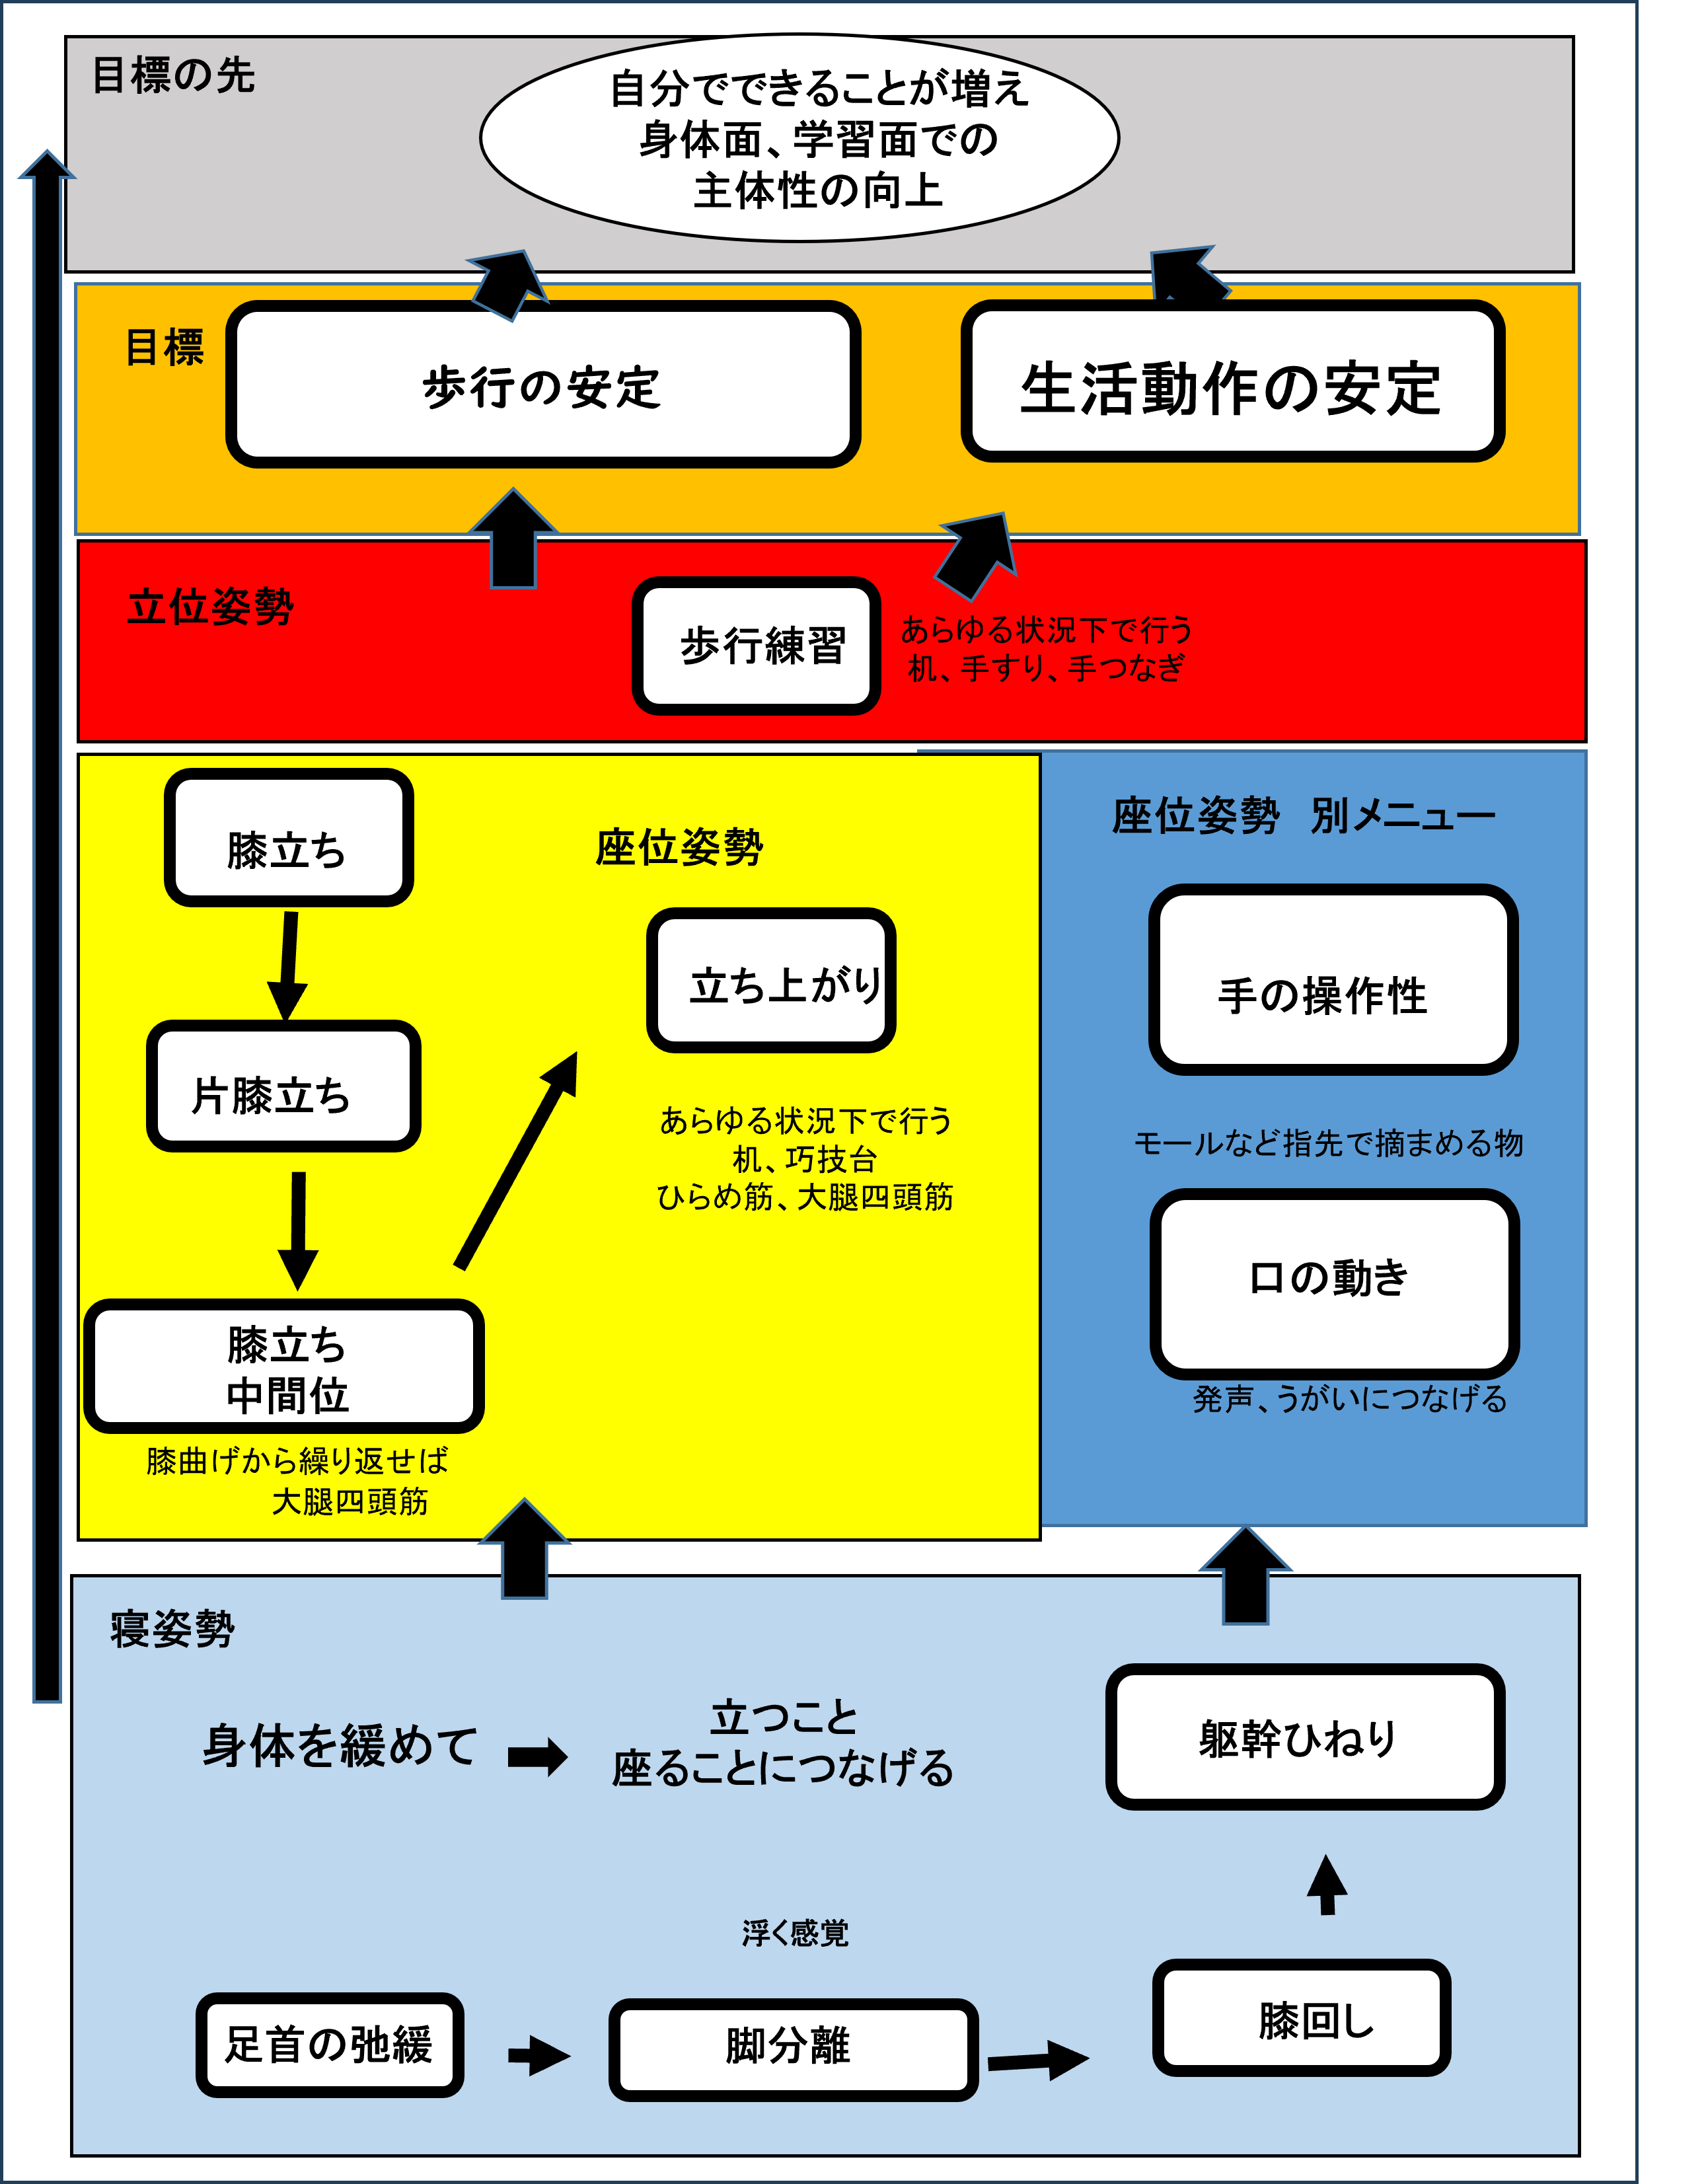 目標の先
自分でできることが増え
身体面、学習面での
主体性の向上
目標
歩行の安定
生活動作の安定
立位姿勢
歩行練習
あらゆる状況下で行う
机、手すり、手つなぎ
膝立ち
片膝立ち
膝立ち
中間位
膝曲げから繰り返せば
大腿四頭筋
座位姿勢
立ち上がり
あらゆる状況下で行う
机、巧技台
ひらめ筋、大腿四頭筋
座位姿勢　別メニュー
手の操作性
モールなど指先で摘まめる物
口の動き
発声、うがいにつなげる
寝姿勢
身体を緩めて
立つこと
座ることにつなげる
躯幹ひねり
浮く感覚
足首の弛緩
脚分離
膝回し